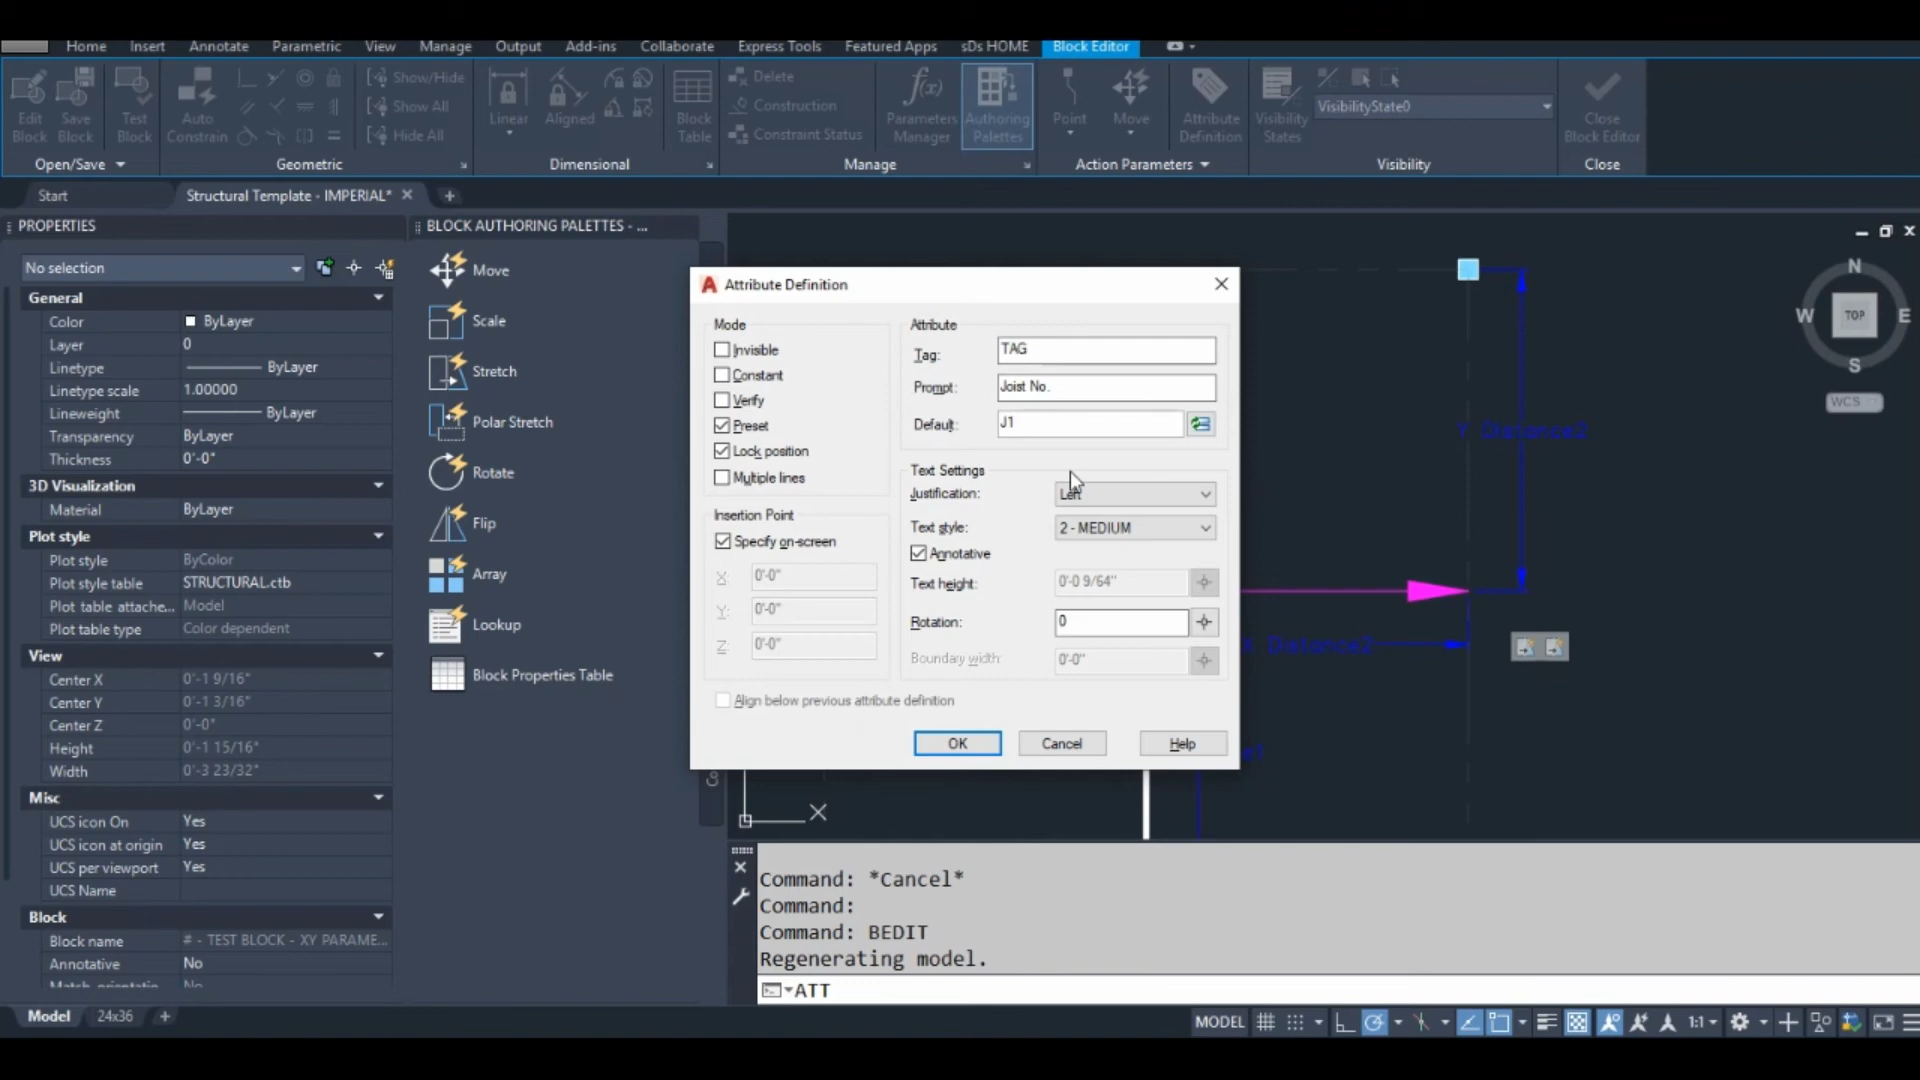 Home Insert Annotate Parametric View Manage Output Add-ins Collaborate Express Tools Featured Apps sDs HOME Block Editor
Edit Block
Save Block
Test Block
Auto Constrain
Show/Hide
Show All
Hide All
Linear
Aligned
Block Table
Delete
Construction
Constraint Status
Parameters Manager
Authoring Palettes
Point
Move
Attribute Definition
Visibility States
VisibilityState0
Close Block Editor
Open/Save Geometric Dimensional Manage Action Parameters Visibility Close
Start
Structural Template - IMPERIAL*
PROPERTIES
No selection
General
Color ByLayer
Layer 0
Linetype ByLayer
Linetype scale 1.00000
Lineweight ByLayer
Transparency ByLayer
Thickness 0'-0"
3D Visualization
Material ByLayer
Plot style
Plot style ByColor
Plot style table STRUCTURAL.ctb
Plot table attache... Model
Plot table type Color dependent
View
Center X 0'-1 9/16"
Center Y 0'-1 3/16"
Center Z 0'-0"
Height 0'-1 15/16"
Width 0'-3 23/32"
Misc
UCS icon On Yes
UCS icon at origin Yes
UCS per viewport Yes
UCS Name
Block
Block name # - TEST BLOCK - XY PARAME...
Annotative No
BLOCK AUTHORING PALETTES - ...
Move
Scale
Stretch
Polar Stretch
Rotate
Flip
Array
Lookup
Block Properties Table
Attribute Definition
Mode
Invisible
Constant
Verify
Preset
Lock position
Multiple lines
Insertion Point
Specify on-screen
X: 0'-0"
Y: 0'-0"
Z: 0'-0"
Align below previous attribute definition
Attribute
Tag: TAG
Prompt: Joist No.
Default: J1
Text Settings
Justification: Left
Text style: 2 - MEDIUM
Annotative
Text height: 0'-0 9/64"
Rotation: 0
Boundary width: 0'-0"
OK Cancel Help
Y Distance2
X Distance2
N
W TOP E
S
WCS
X
Command: *Cancel*
Command:
Command: BEDIT
Regenerating model.
ATT
Model 24x36
MODEL 1:1